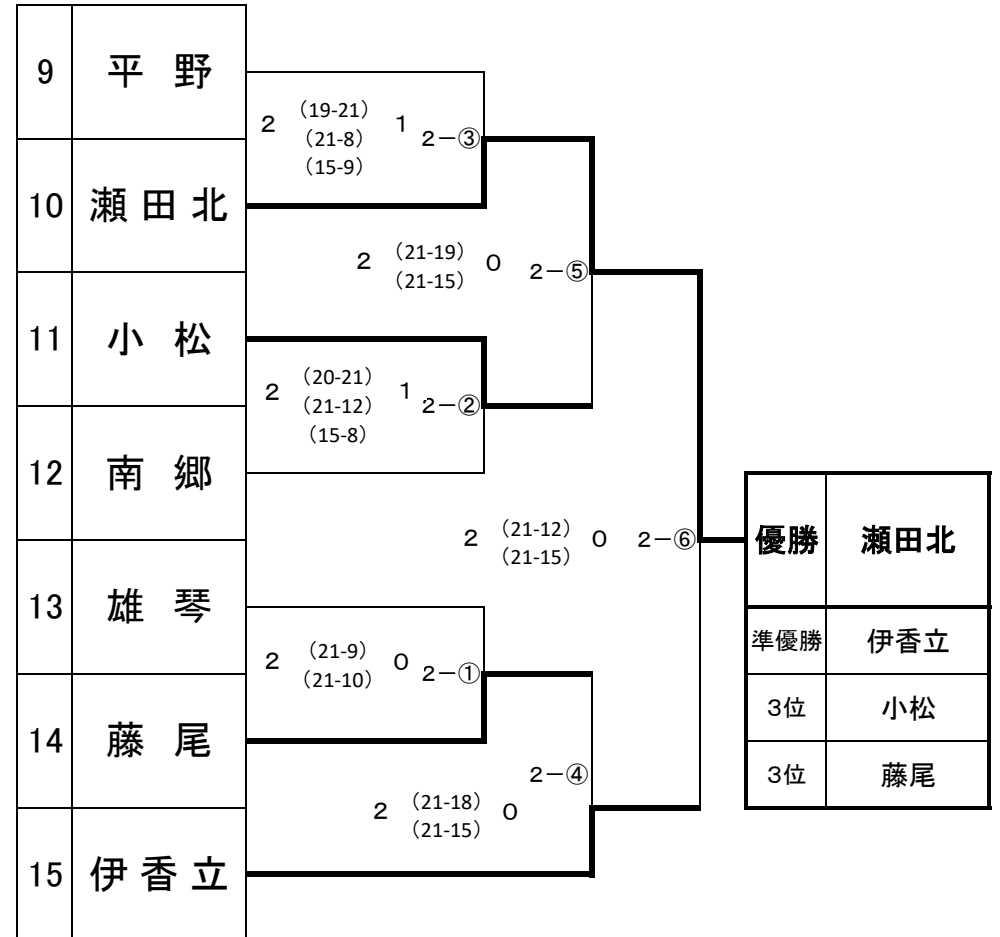 9 平 野
2 (19-21) 1 2-③
(21-8)
(15-9)
10 瀬 田 北
2 (21-19) 0 2-⑤
(21-15)
11 小 松
2 (20-21) 1 2-②
(21-12)
(15-8)
12 南 郷
2 (21-12) 0 2-⑥
(21-15)
優勝 瀬田北
準優勝 伊香立
3位 小松
3位 藤尾
13 雄 琴
2 (21-9) 0 2-①
(21-10)
14 藤 尾
2-④
2 (21-18) 0
(21-15)
15 伊 香 立